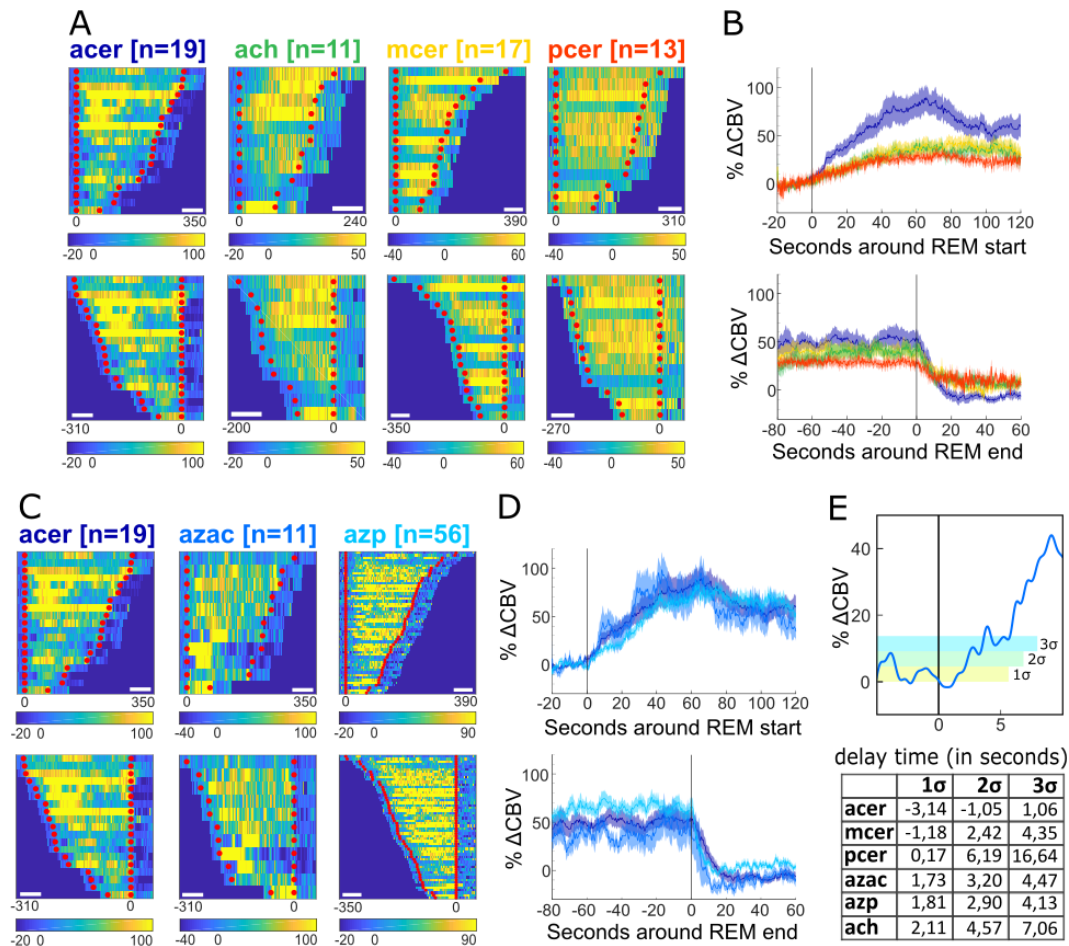 A
acer [n=19] ach [n=11] mcer [n=17] pcer [n=13]
0 350 0 240 0 390 0 310
-20 0 100 -20 0 50 -40 0 60 -40 0 50
-310 0 -200 0 -350 0 -270 0
-20 0 100 -20 0 50 -40 0 60 -40 0 50
B
% ΔCBV
100
50
0
-20 0 20 40 60 80 100 120
Seconds around REM start
% ΔCBV
100
50
0
-80 -60 -40 -20 0 20 40 60
Seconds around REM end
C
acer [n=19] azac [n=11] azp [n=56]
0 350 0 350 0 390
-20 0 100 -40 0 100 -20 0 90
-310 0 -310 0 -350 0
-20 0 100 -40 0 100 -20 0 90
D
% ΔCBV
100
50
0
-20 0 20 40 60 80 100 120
Seconds around REM start
% ΔCBV
100
50
0
-80 -60 -40 -20 0 20 40 60
Seconds around REM end
E
% ΔCBV
40
20
0
3σ
2σ
1σ
0 5
delay time (in seconds)
1σ 2σ 3σ
acer -3,14 -1,05 1,06
mcer -1,18 2,42 4,35
pcer 0,17 6,19 16,64
azac 1,73 3,20 4,47
azp 1,81 2,90 4,13
ach 2,11 4,57 7,06